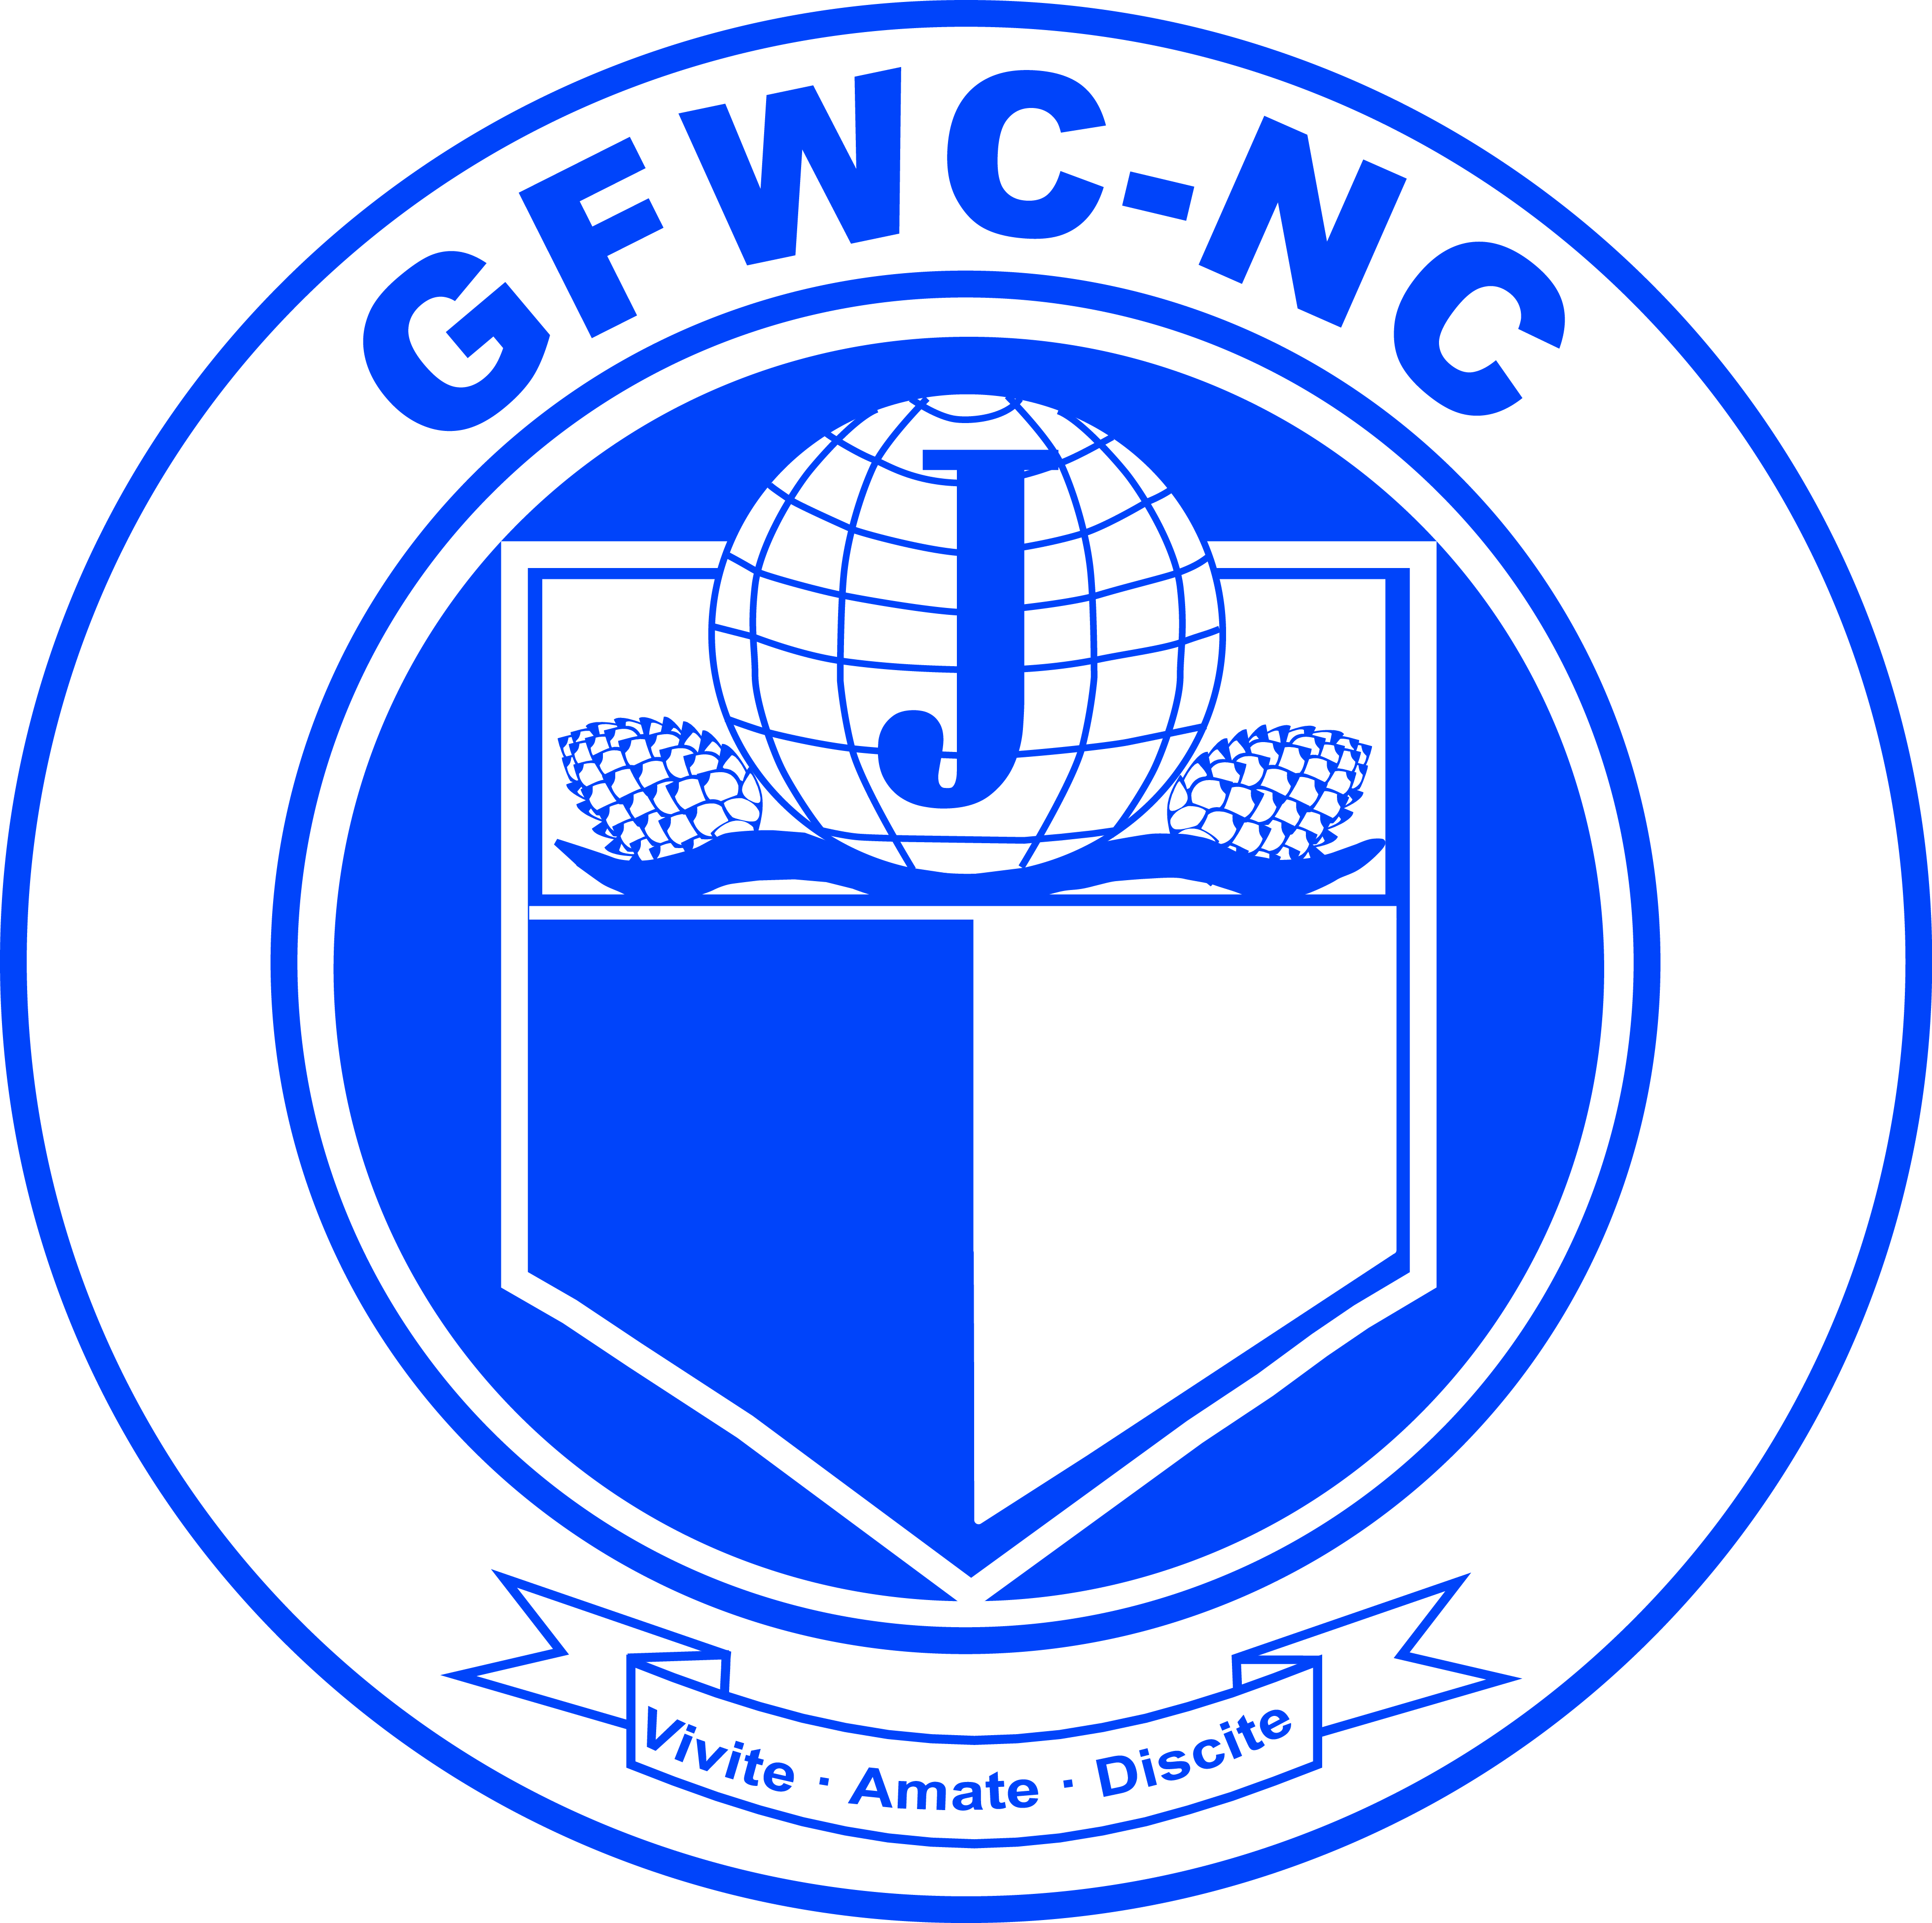 GFWC-NC
J
Vivite · Amate · Discite